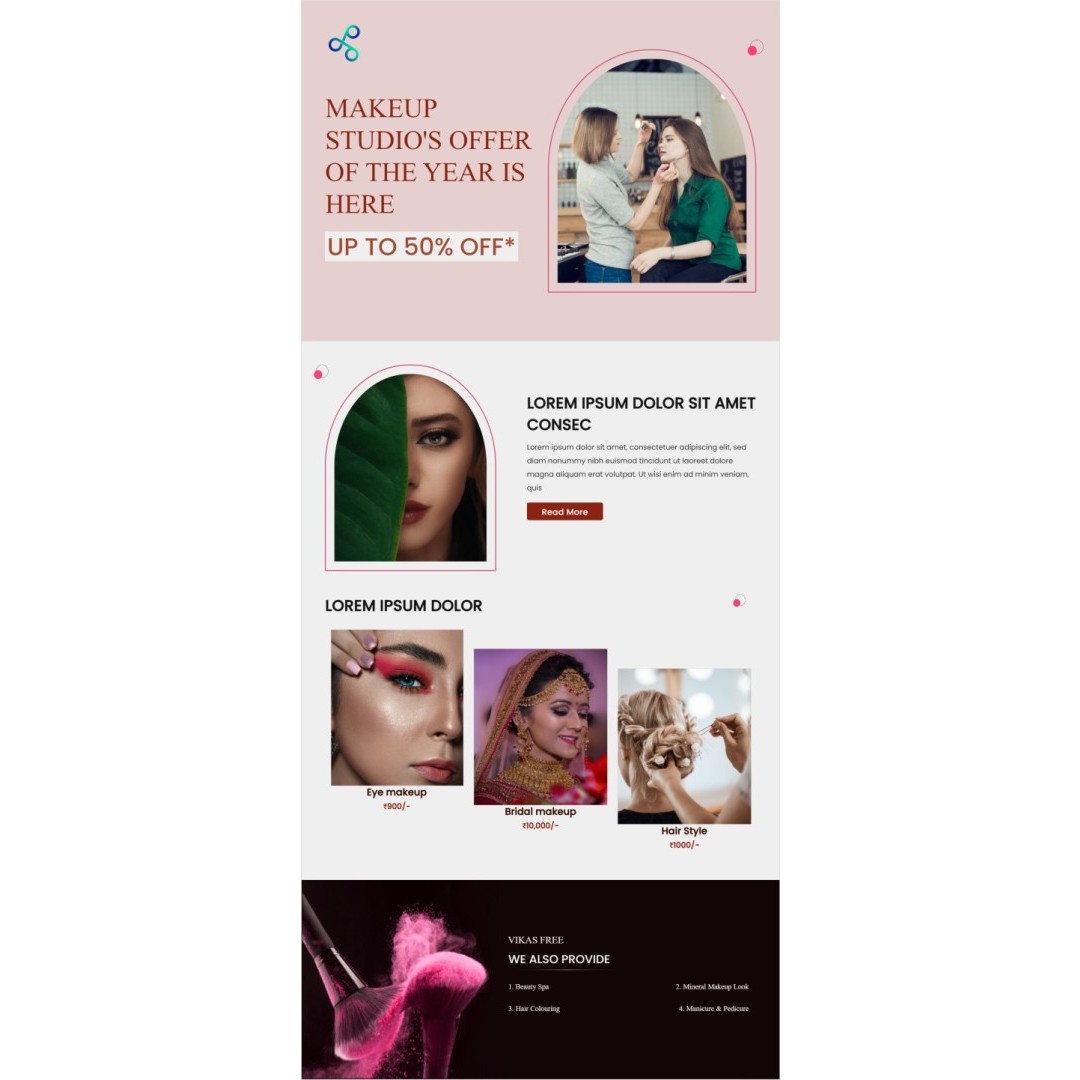 MAKEUP
STUDIO'S OFFER
OF THE YEAR IS
HERE
UP TO 50% OFF*
LOREM IPSUM DOLOR SIT AMET
CONSEC
Lorem ipsum dolor sit amet, consectetuer adipiscing elit, sed
diam nonummy nibh euismod tincidunt ut laoreet dolore
magna aliquam erat volutpat. Ut wisi enim ad minim veniam,
quis
Read More
LOREM IPSUM DOLOR
Eye makeup
₹900/-
Bridal makeup
₹10,000/-
Hair Style
₹1000/-
VIKAS FREE
WE ALSO PROVIDE
1. Beauty Spa
2. Mineral Makeup Look
3. Hair Colouring
4. Manicure & Pedicure